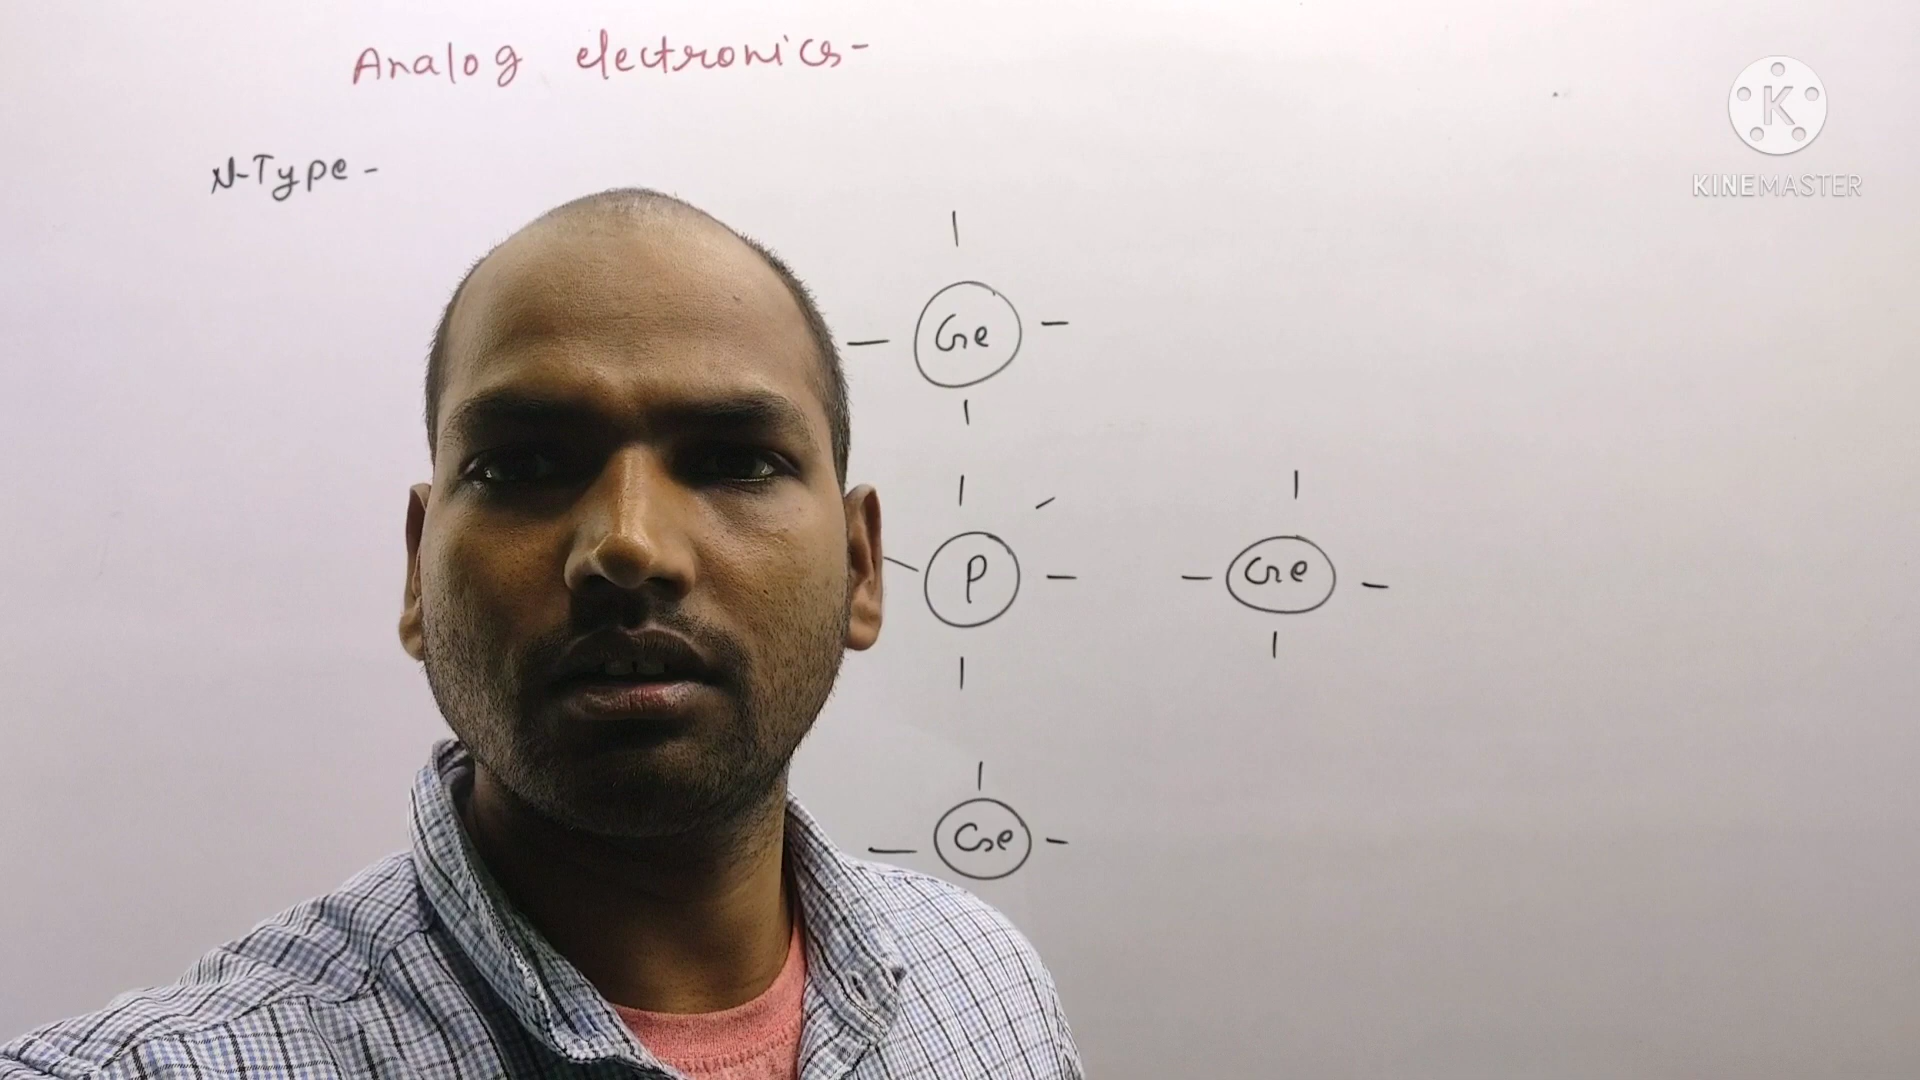 Analog electronics-
KINEMASTER
N-Type-
Ge
P
Ge
Ge